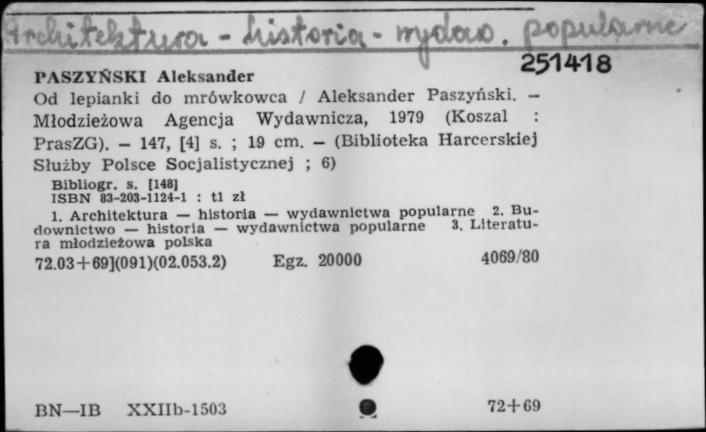 Architektura - historia - wydaw. popularne
251418
PASZYŃSKI Aleksander
Od lepianki do mrówkowca / Aleksander Paszyński. —
Młodzieżowa Agencja Wydawnicza, 1979 (Koszal :
PrasZG). — 147, [4] s. ; 19 cm. — (Biblioteka Harcerskiej
Służby Polsce Socjalistycznej ; 6)
Bibliogr. s. [148]
ISBN 83-203-1124-1 : t1 zł
1. Architektura — historia — wydawnictwa popularne 2. Bu-
downictwo — historia — wydawnictwa popularne 3. Literatu-
ra młodzieżowa polska
72.03+69](091)(02.053.2) Egz. 20000 4069/80
BN—IB XXIIb-1503 72+69